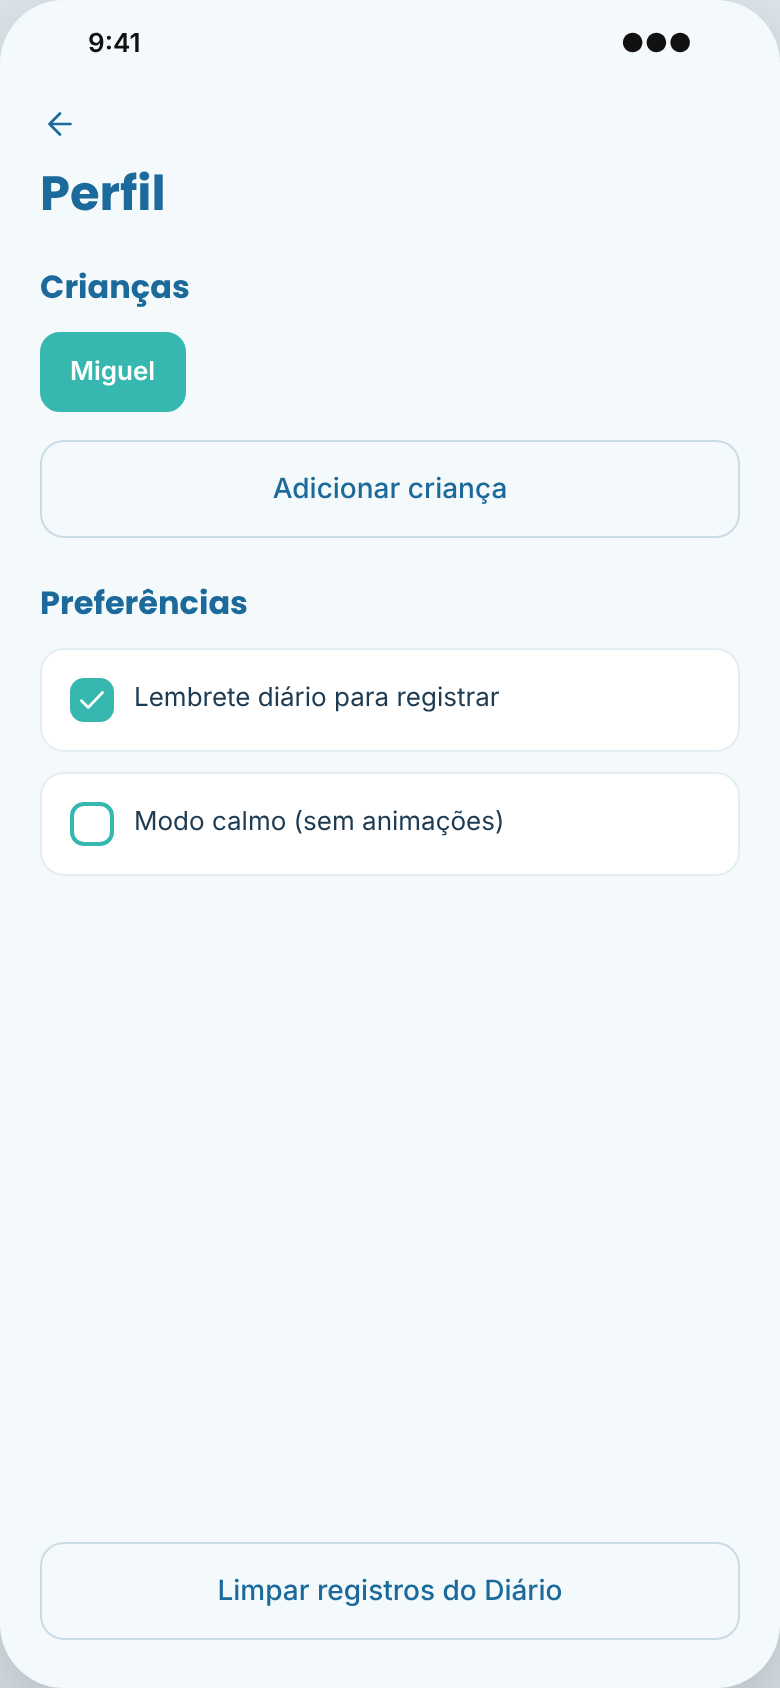 9:41
Perfil
Crianças
Miguel
Adicionar criança
Preferências
Lembrete diário para registrar
Modo calmo (sem animações)
Limpar registros do Diário